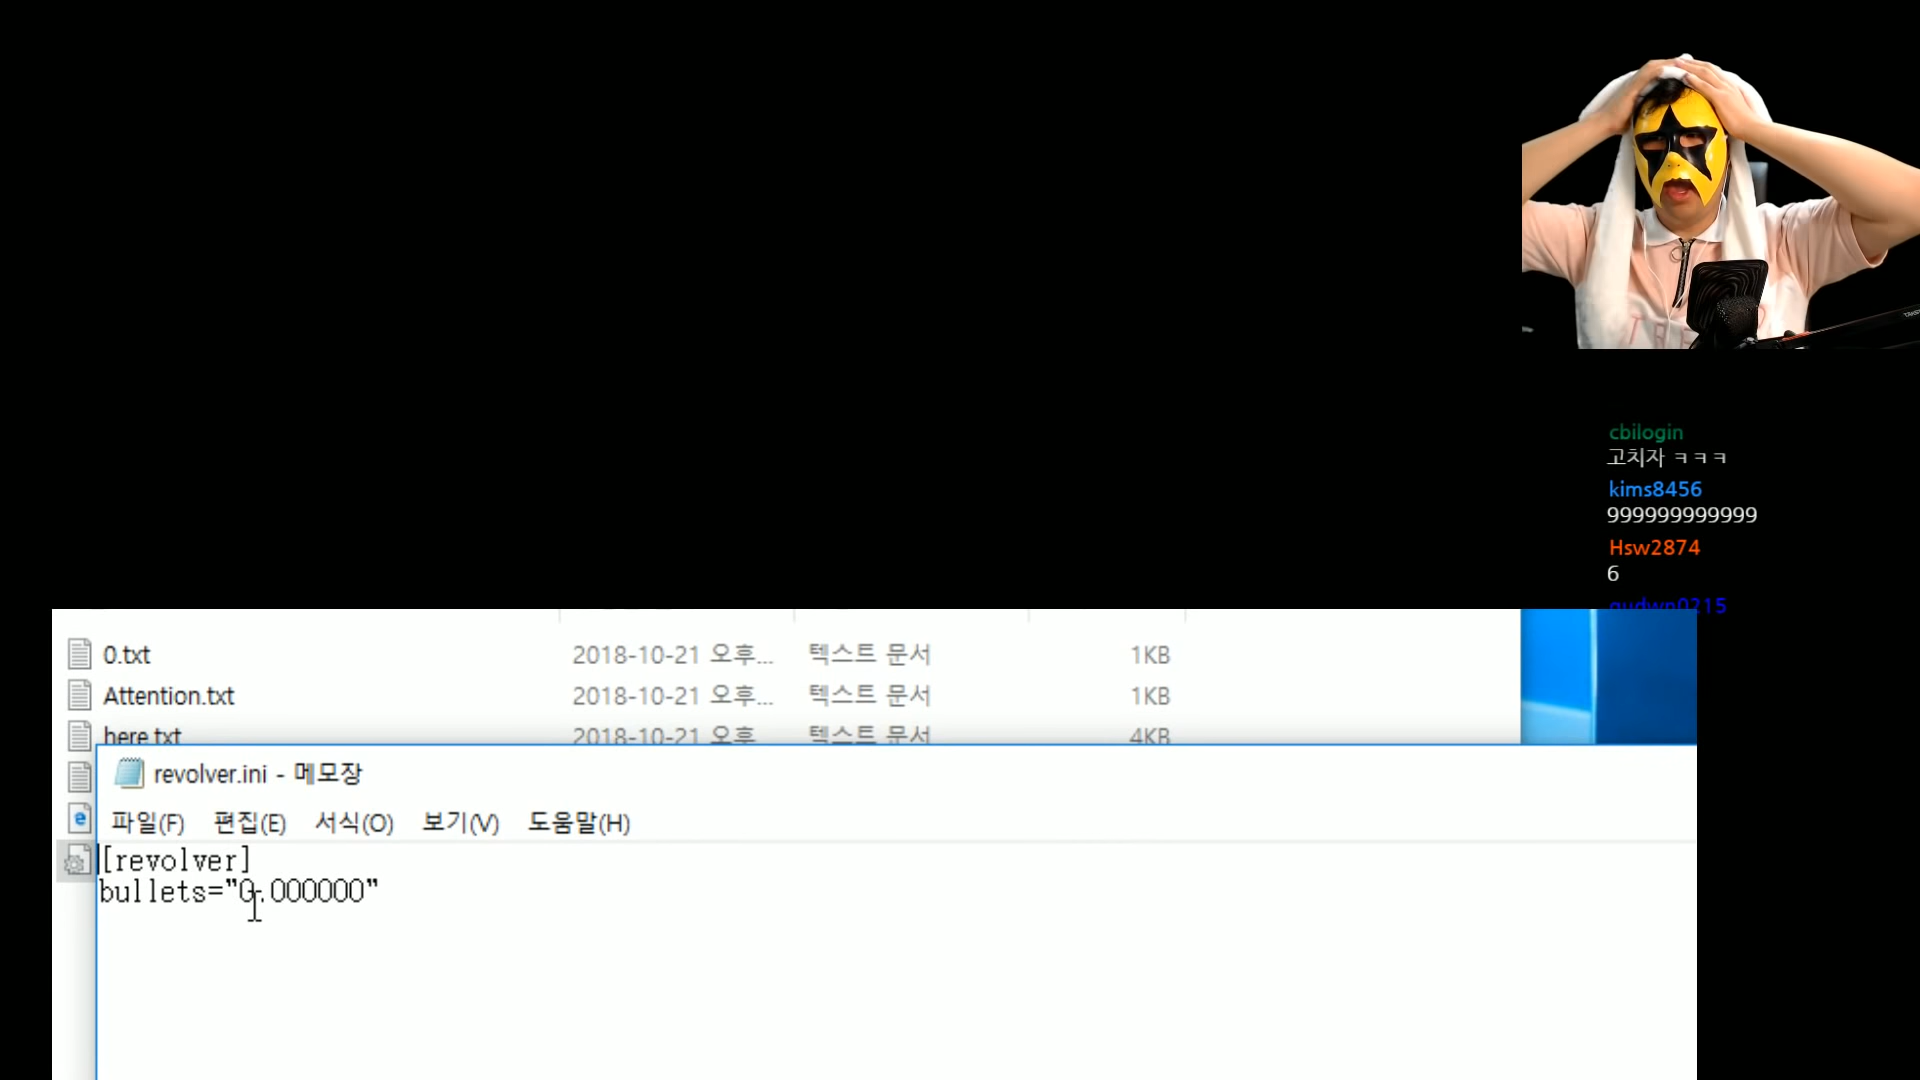 cbilogin
고치자 ㅋㅋㅋ
kims8456
999999999999
Hsw2874
6
qudwn0215
0.txt 2018-10-21 오후... 텍스트 문서 1KB
Attention.txt 2018-10-21 오후... 텍스트 문서 1KB
here.txt 2018-10-21 오후 텍스트 문서 4KB
revolver.ini - 메모장
파일(F) 편집(E) 서식(O) 보기(V) 도움말(H)
[revolver]
bullets="0.000000"